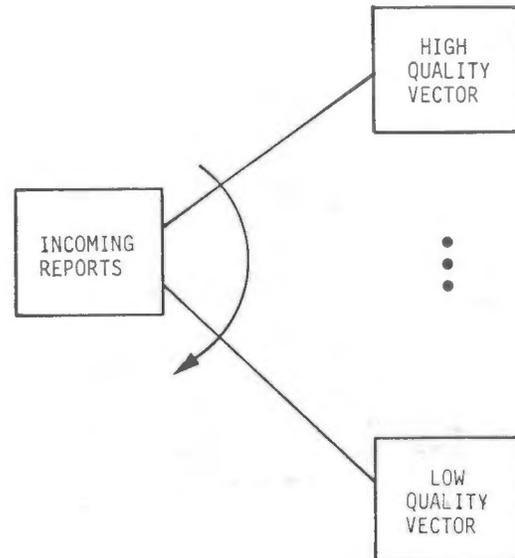 HIGH
QUALITY
VECTOR
INCOMING
REPORTS
LOW
QUALITY
VECTOR